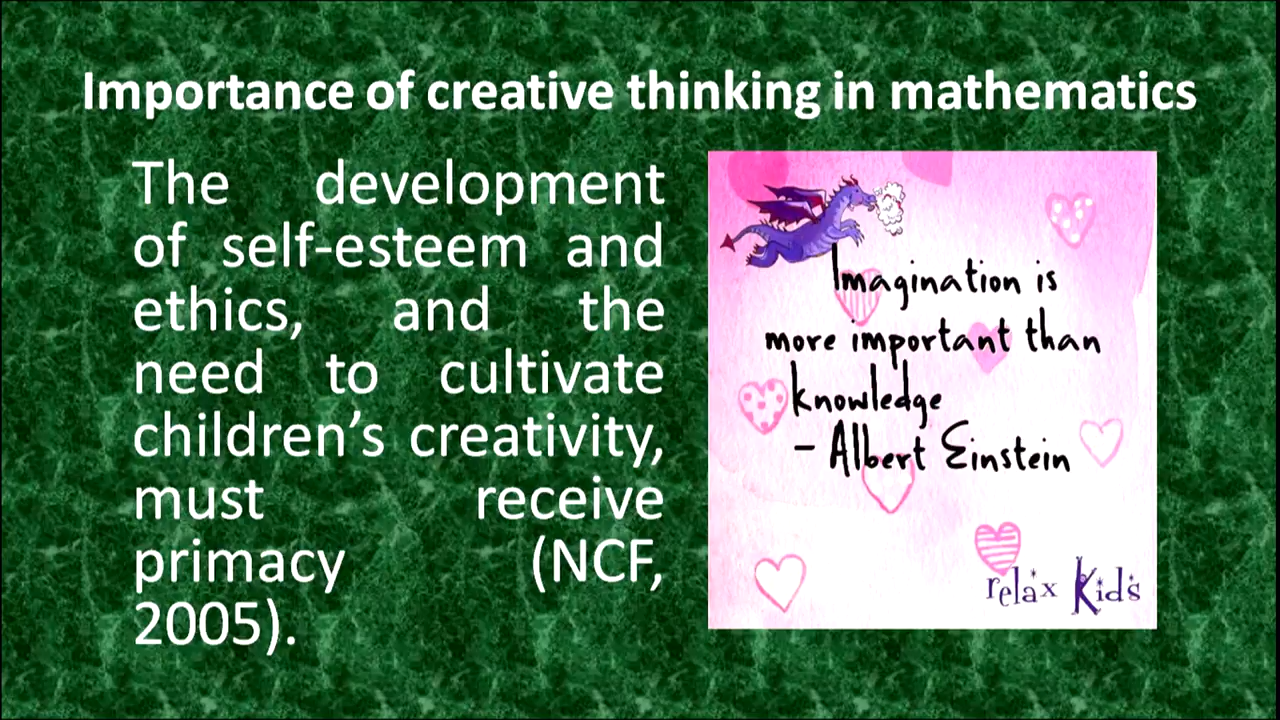 Importance of creative thinking in mathematics
The development
of self-esteem and
ethics, and the
need to cultivate
children’s creativity,
must receive
primacy (NCF,
2005).
Imagination is
more important than
knowledge
- Albert Einstein
relax Kids